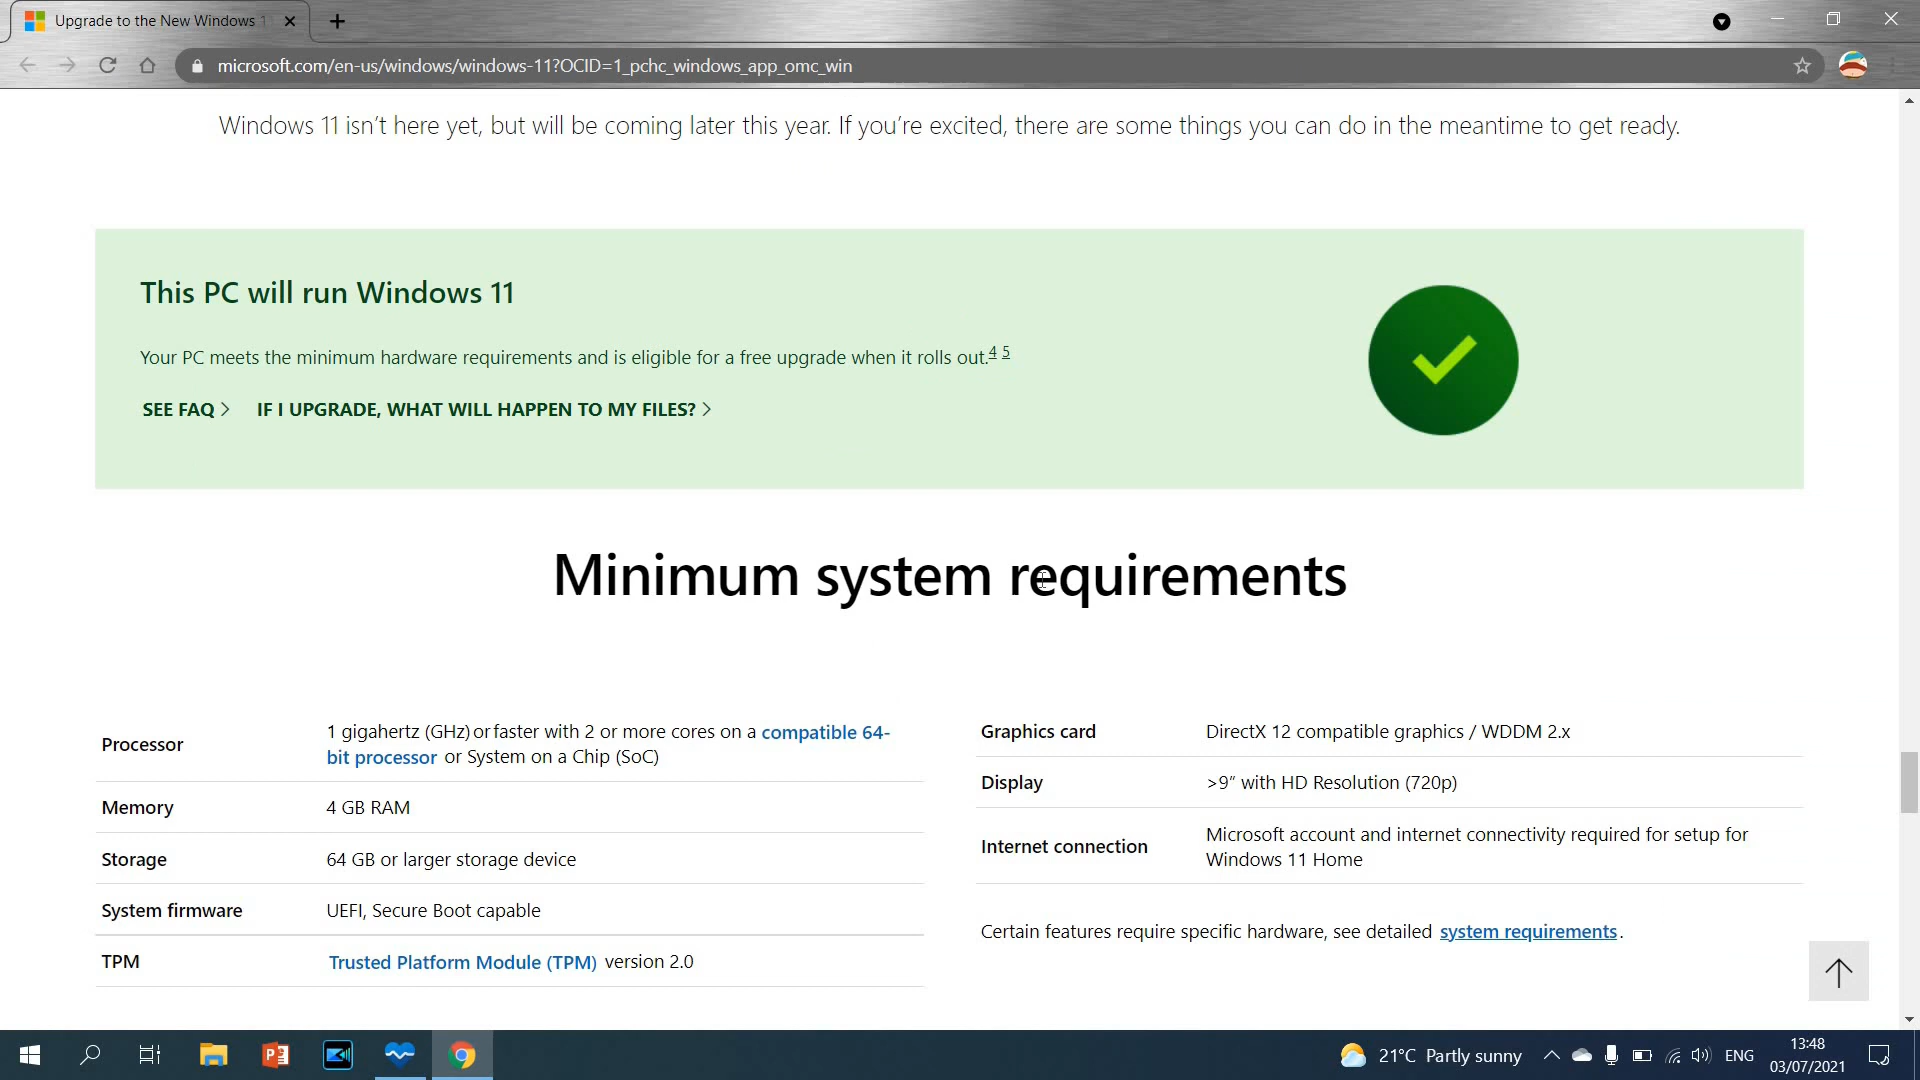 Upgrade to the New Windows 1
microsoft.com/en-us/windows/windows-11?OCID=1_pchc_windows_app_omc_win
Windows 11 isn’t here yet, but will be coming later this year. If you’re excited, there are some things you can do in the meantime to get ready.
This PC will run Windows 11
Your PC meets the minimum hardware requirements and is eligible for a free upgrade when it rolls out.4 5
SEE FAQ > IF I UPGRADE, WHAT WILL HAPPEN TO MY FILES? >
Minimum system requirements
Processor
1 gigahertz (GHz) or faster with 2 or more cores on a compatible 64-
bit processor or System on a Chip (SoC)
Memory
4 GB RAM
Storage
64 GB or larger storage device
System firmware
UEFI, Secure Boot capable
TPM
Trusted Platform Module (TPM) version 2.0
Graphics card
DirectX 12 compatible graphics / WDDM 2.x
Display
>9” with HD Resolution (720p)
Internet connection
Microsoft account and internet connectivity required for setup for
Windows 11 Home
Certain features require specific hardware, see detailed system requirements.
21°C Partly sunny
ENG
13:48
03/07/2021